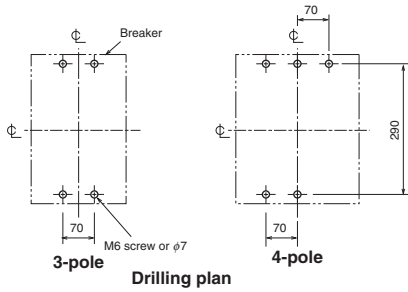 70
℄ Breaker ℄
℄ ℄ 290
70 70
M6 screw or φ7
3-pole 4-pole
Drilling plan